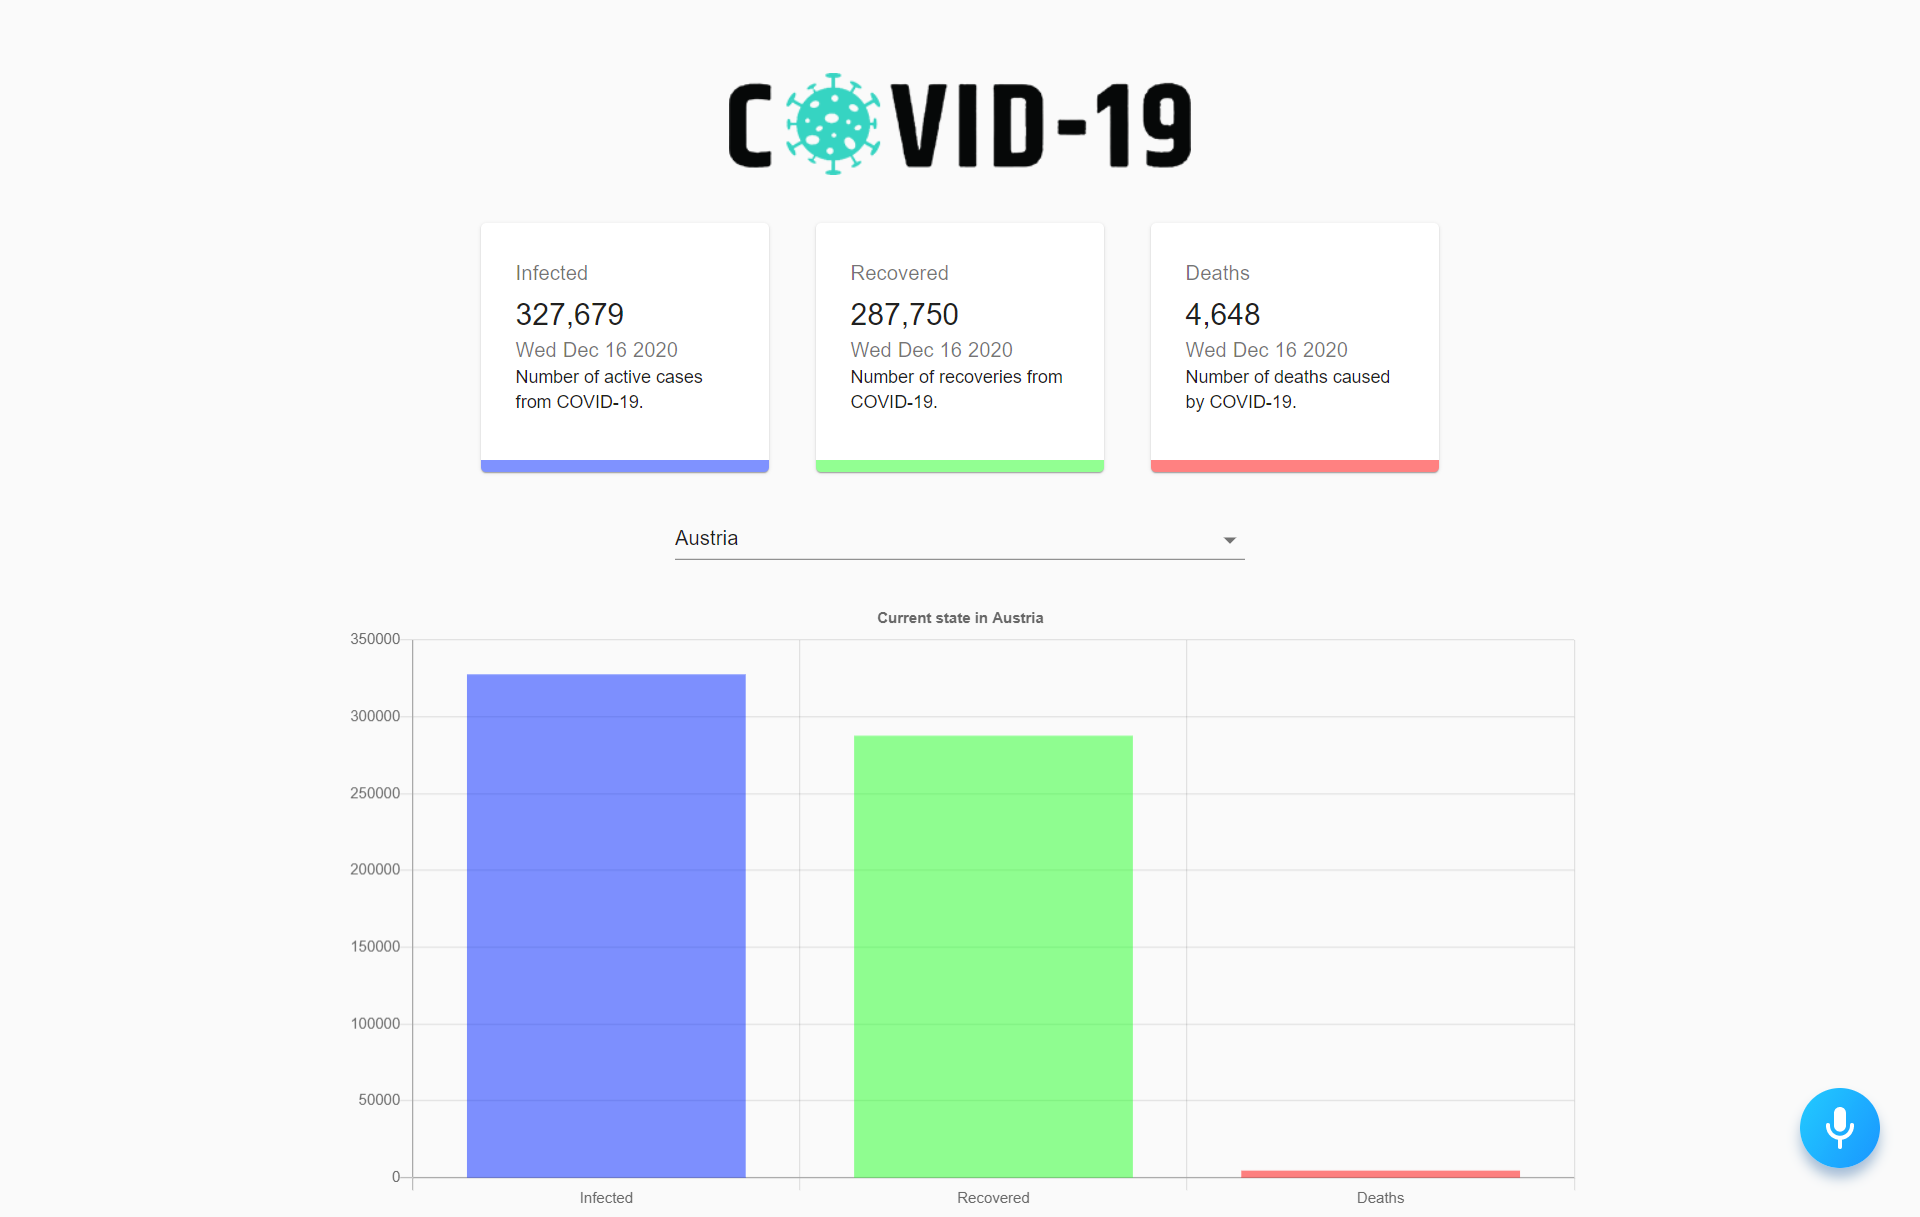 COVID-19
Infected
327,679
Wed Dec 16 2020
Number of active cases
from COVID-19.
Recovered
287,750
Wed Dec 16 2020
Number of recoveries from
COVID-19.
Deaths
4,648
Wed Dec 16 2020
Number of deaths caused
by COVID-19.
Austria
Current state in Austria
350000
300000
250000
200000
150000
100000
50000
0
Infected
Recovered
Deaths